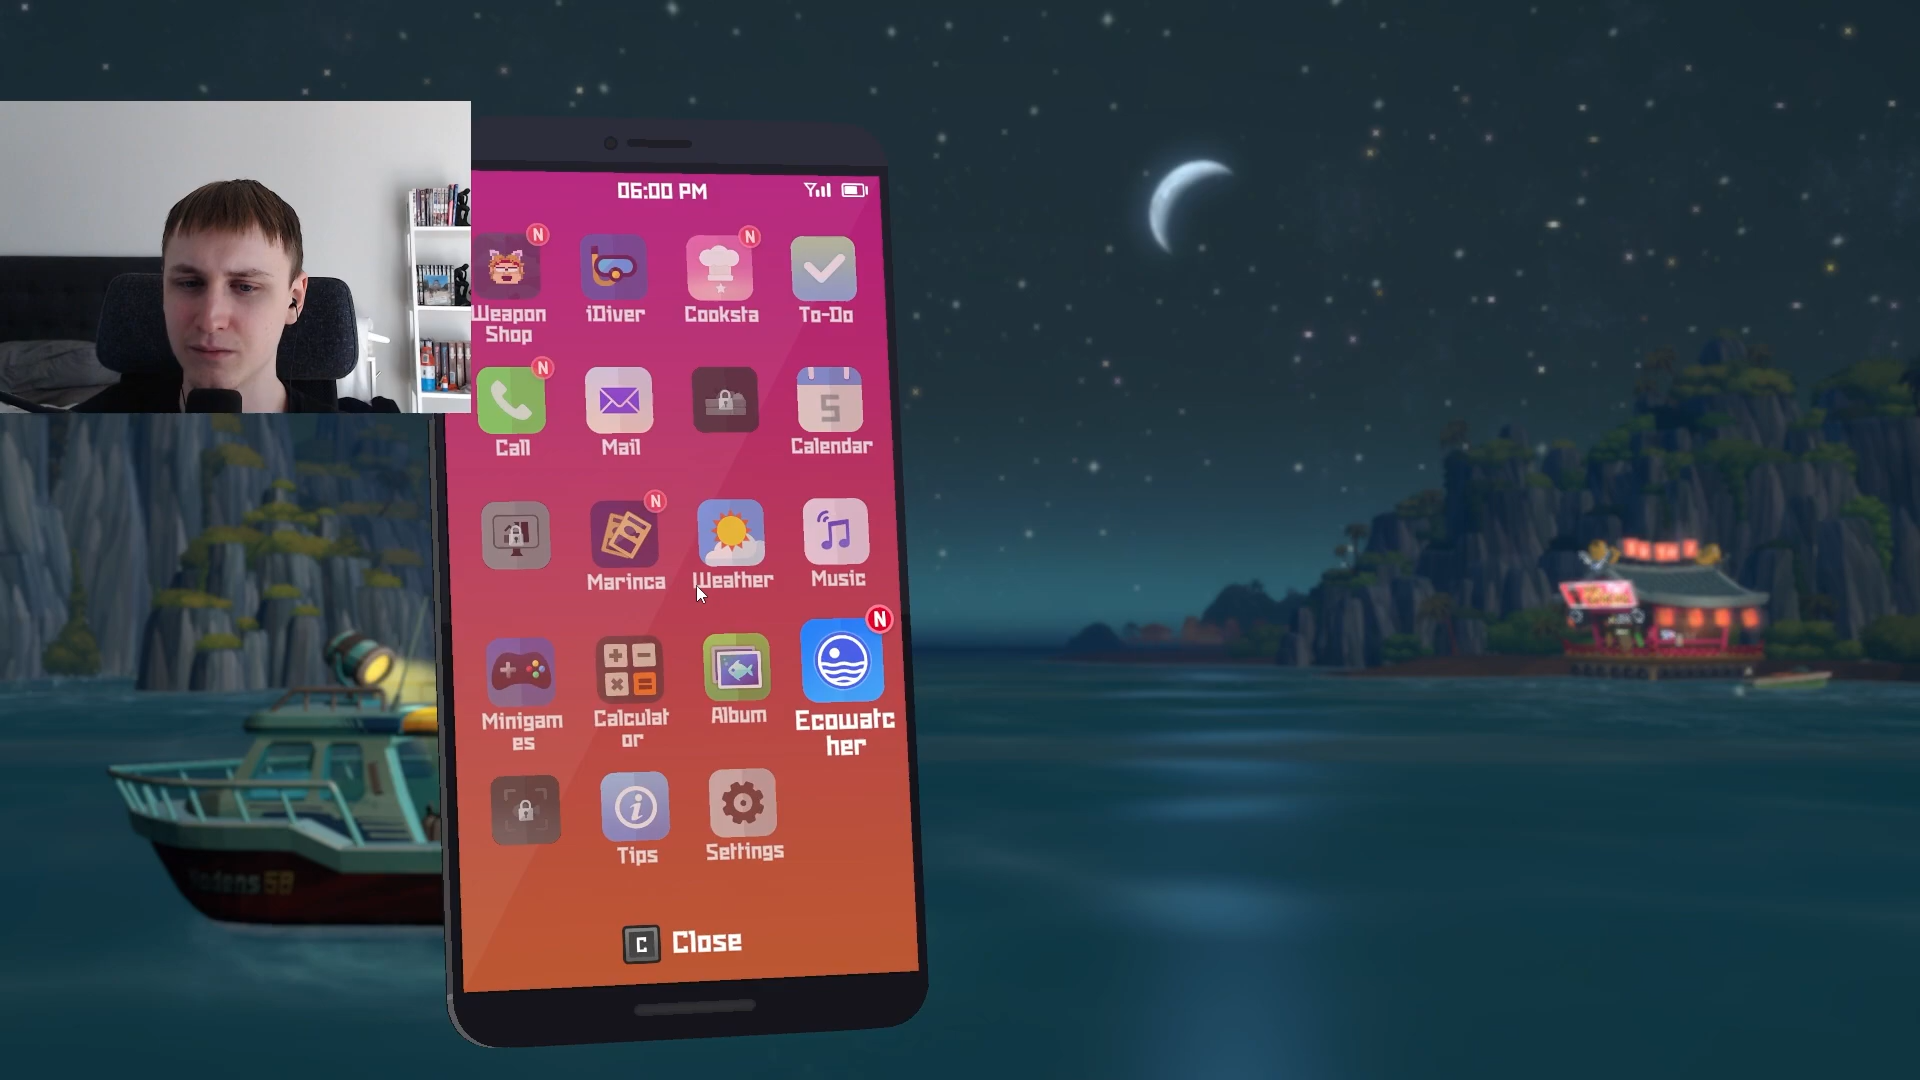 06:00 PM
N
N
Weapon
Shop
iDiver
Cooksta
To-Do
N
5
Call
Mail
Calendar
N
Marinca
Weather
Music
N
Minigam
es
Calculat
or
Album
Ecowatc
her
Tips
Settings
C Close